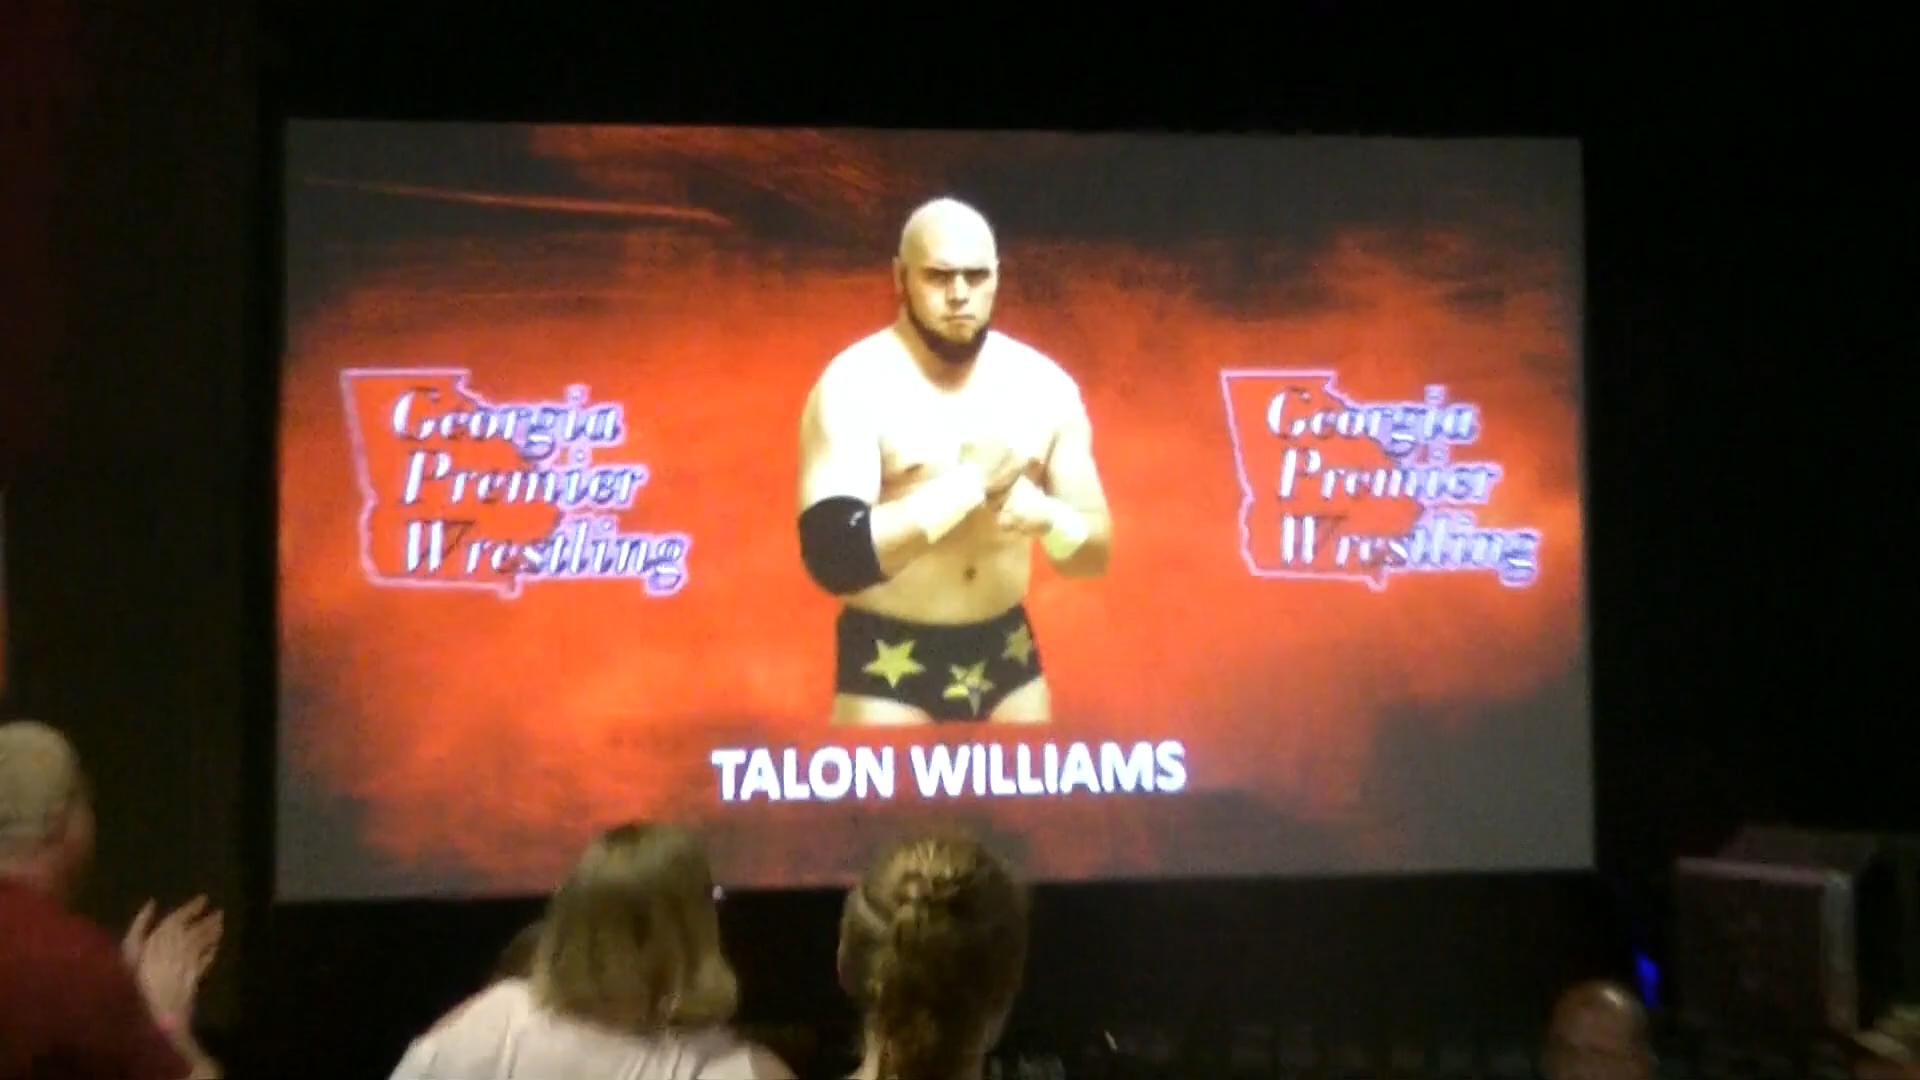 Georgia
Premier
Wrestling
Georgia
Premier
Wrestling
TALON WILLIAMS